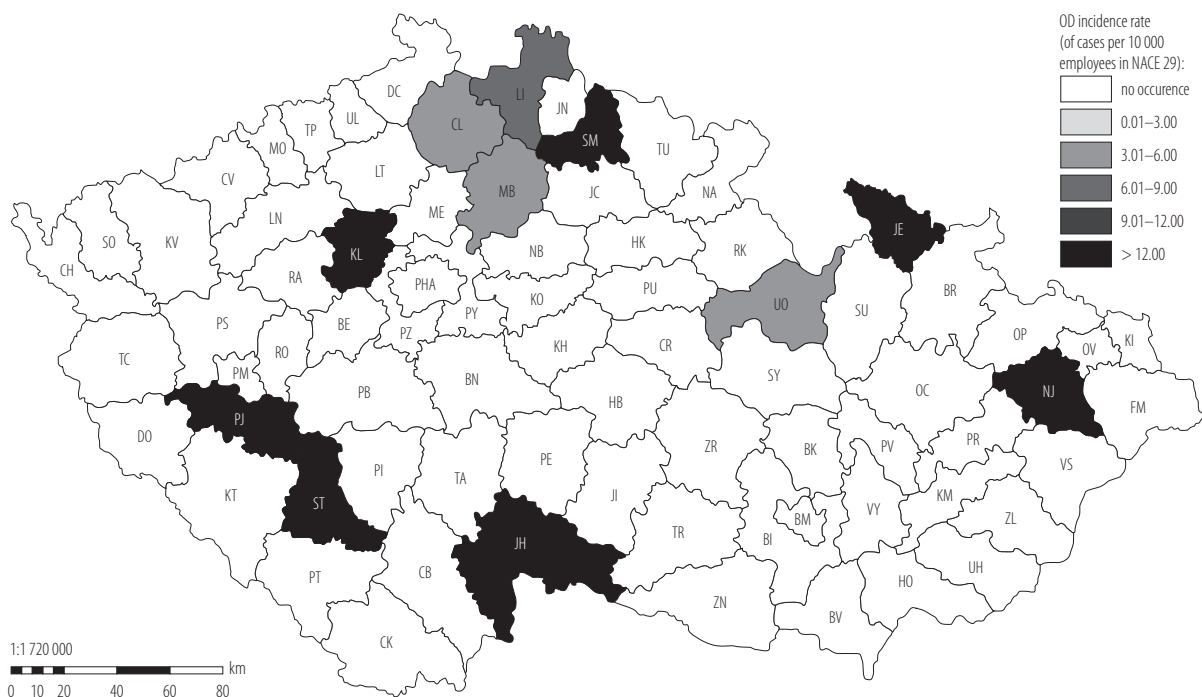 OD incidence rate
(of cases per 10 000
employees in NACE 29):
no occurence
0.01–3.00
3.01–6.00
6.01–9.00
9.01–12.00
> 12.00
DC
LI
JN
CL
UL
TP
SM
MO
TU
LT
CV
MB
JC
NA
ME
LN
JE
SO
KV
KL
NB
HK
RK
CH
RA
PHA
KO
PU
BR
UO
SU
PS
BE
PZ
PY
OP
OV
KI
TC
RO
KH
CR
PM
BN
SY
PB
HB
OC
NJ
FM
PJ
DO
PE
ZR
BK
PV
PR
VS
PI
TA
KT
JI
KM
ST
VY
ZL
BM
JH
TR
BI
UH
PT
CB
HO
ZN
BV
CK
1:1 720 000
km
0 10 20 40 60 80